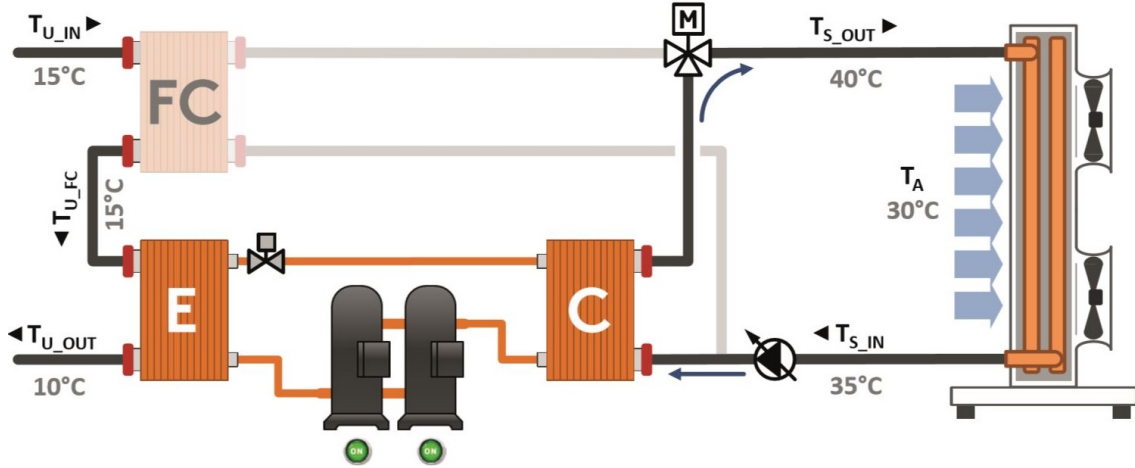 T_U_IN ►
15°C
FC
M
T_S_OUT ►
40°C
◄ T_U_FC
15°C
T_A
30°C
E
C
◄ T_U_OUT
10°C
◄ T_S_IN
35°C
ON
ON